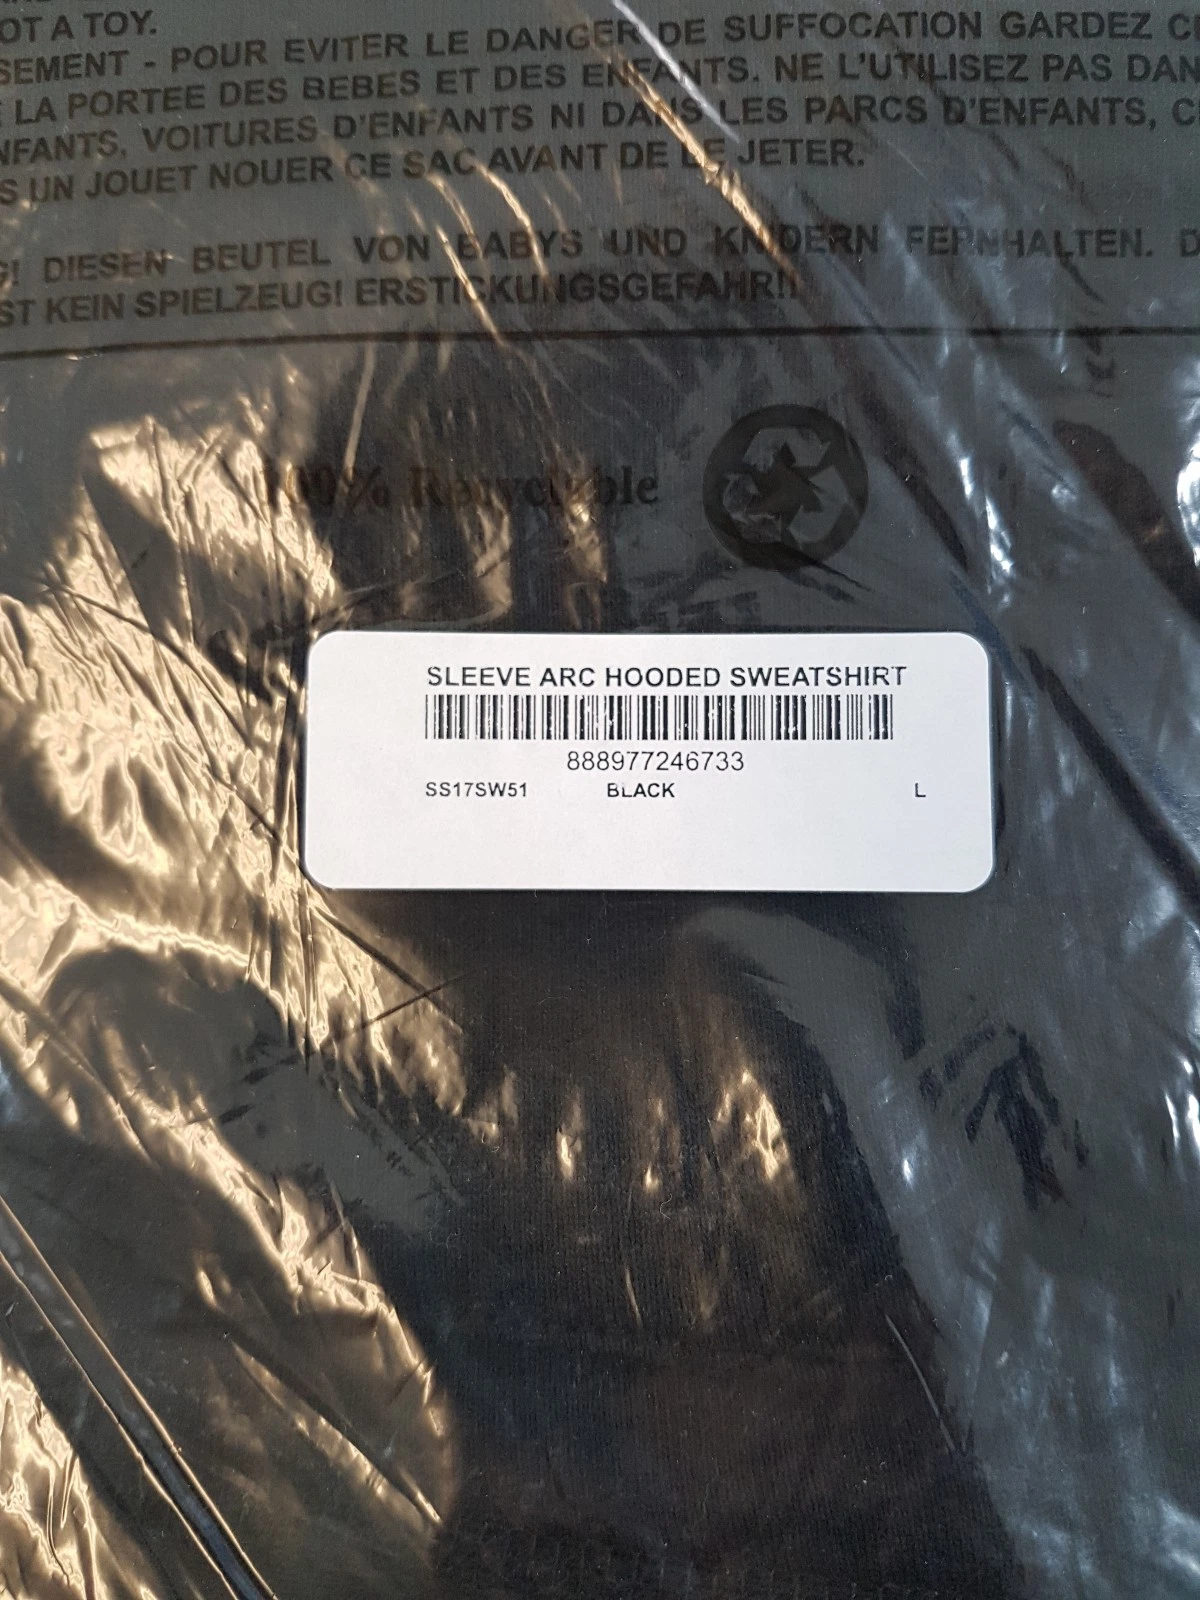 OT A TOY.
SEMENT - POUR EVITER LE DANGER DE SUFFOCATION GARDEZ C
LA PORTEE DES BEBES ET DES ENFANTS. NE L'UTILISEZ PAS DAN
NFANTS, VOITURES D'ENFANTS NI DANS LES PARCS D'ENFANTS, C
S UN JOUET NOUER CE SAC AVANT DE LE JETER.
G! DIESEN BEUTEL VON BABYS UND KNIDERN FERNHALTEN. D
ST KEIN SPIELZEUG! ERSTICKUNGSGEFAHR!!
100% Recyclable
SLEEVE ARC HOODED SWEATSHIRT
888977246733
SS17SW51 BLACK L